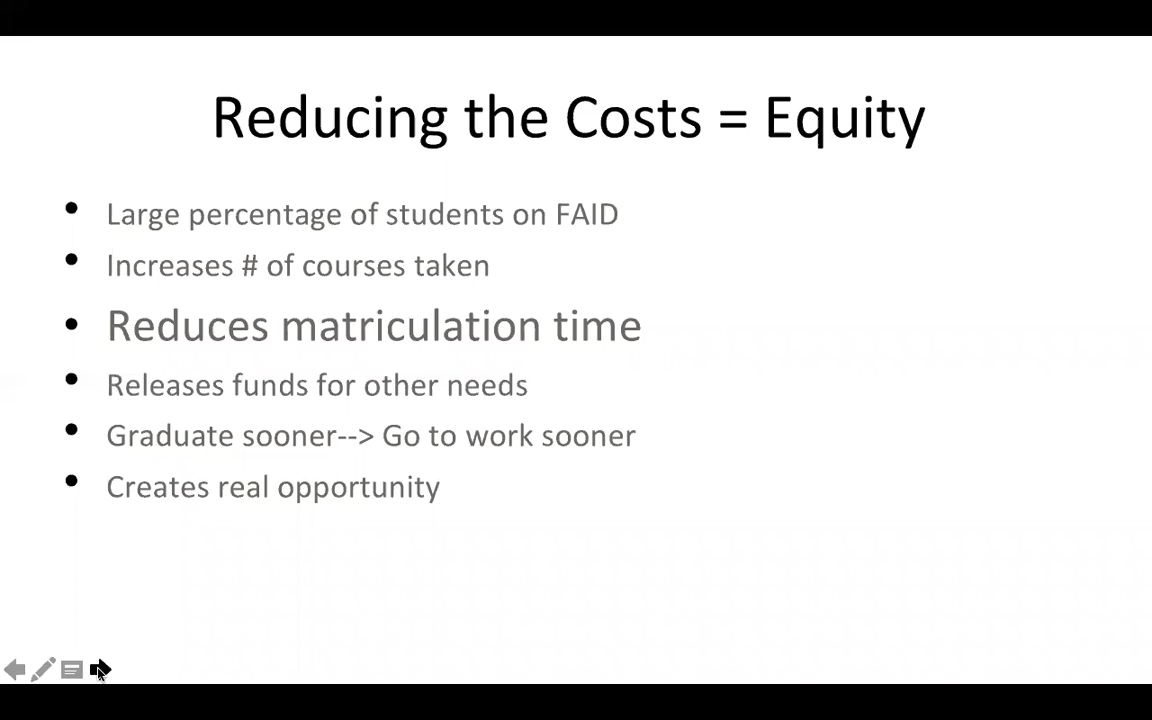 Reducing the Costs = Equity
• Large percentage of students on FAID
• Increases # of courses taken
• Reduces matriculation time
• Releases funds for other needs
• Graduate sooner--> Go to work sooner
• Creates real opportunity